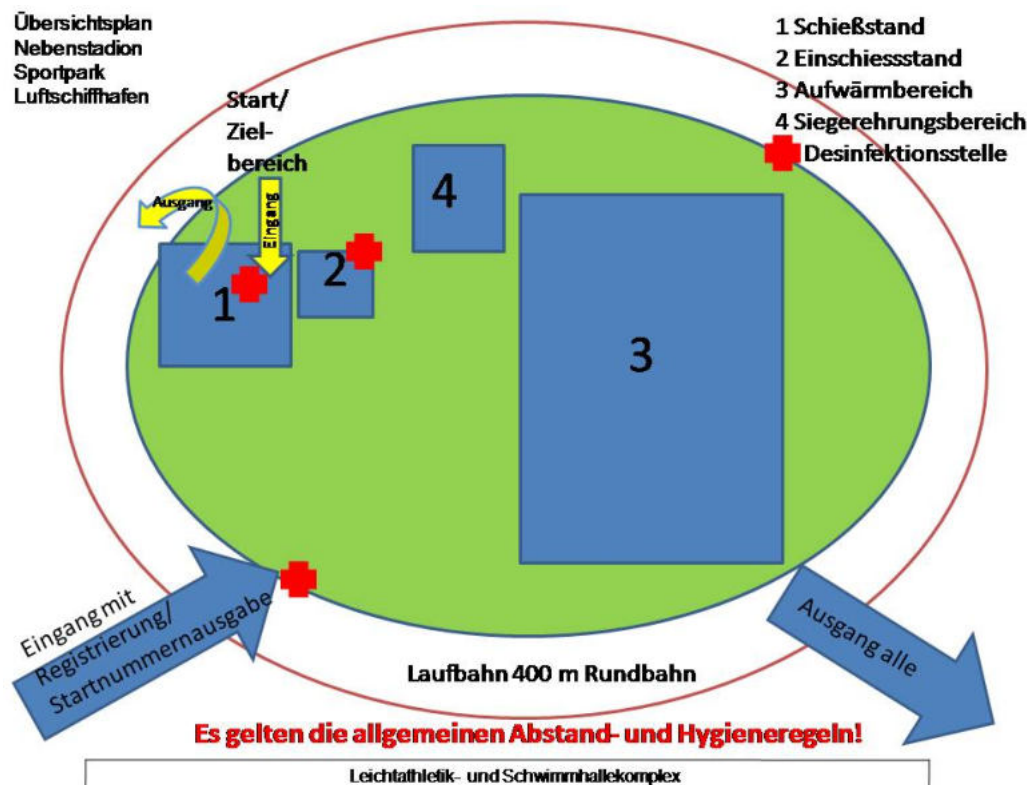 Übersichtsplan
Nebenstadion
Sportpark
Luftschiffhafen
1 Schießstand
2 Einschiessstand
3 Aufwärmbereich
4 Siegerehrungsbereich
Desinfektionsstelle
Start/
Ziel-
bereich
Ausgang
Eingang
4
2
1
3
Eingang mit
Registrierung/
Startnummernausgabe
Ausgang alle
Laufbahn 400 m Rundbahn
Es gelten die allgemeinen Abstand- und Hygieneregeln!
Leichtathletik- und Schwimmhallekomplex